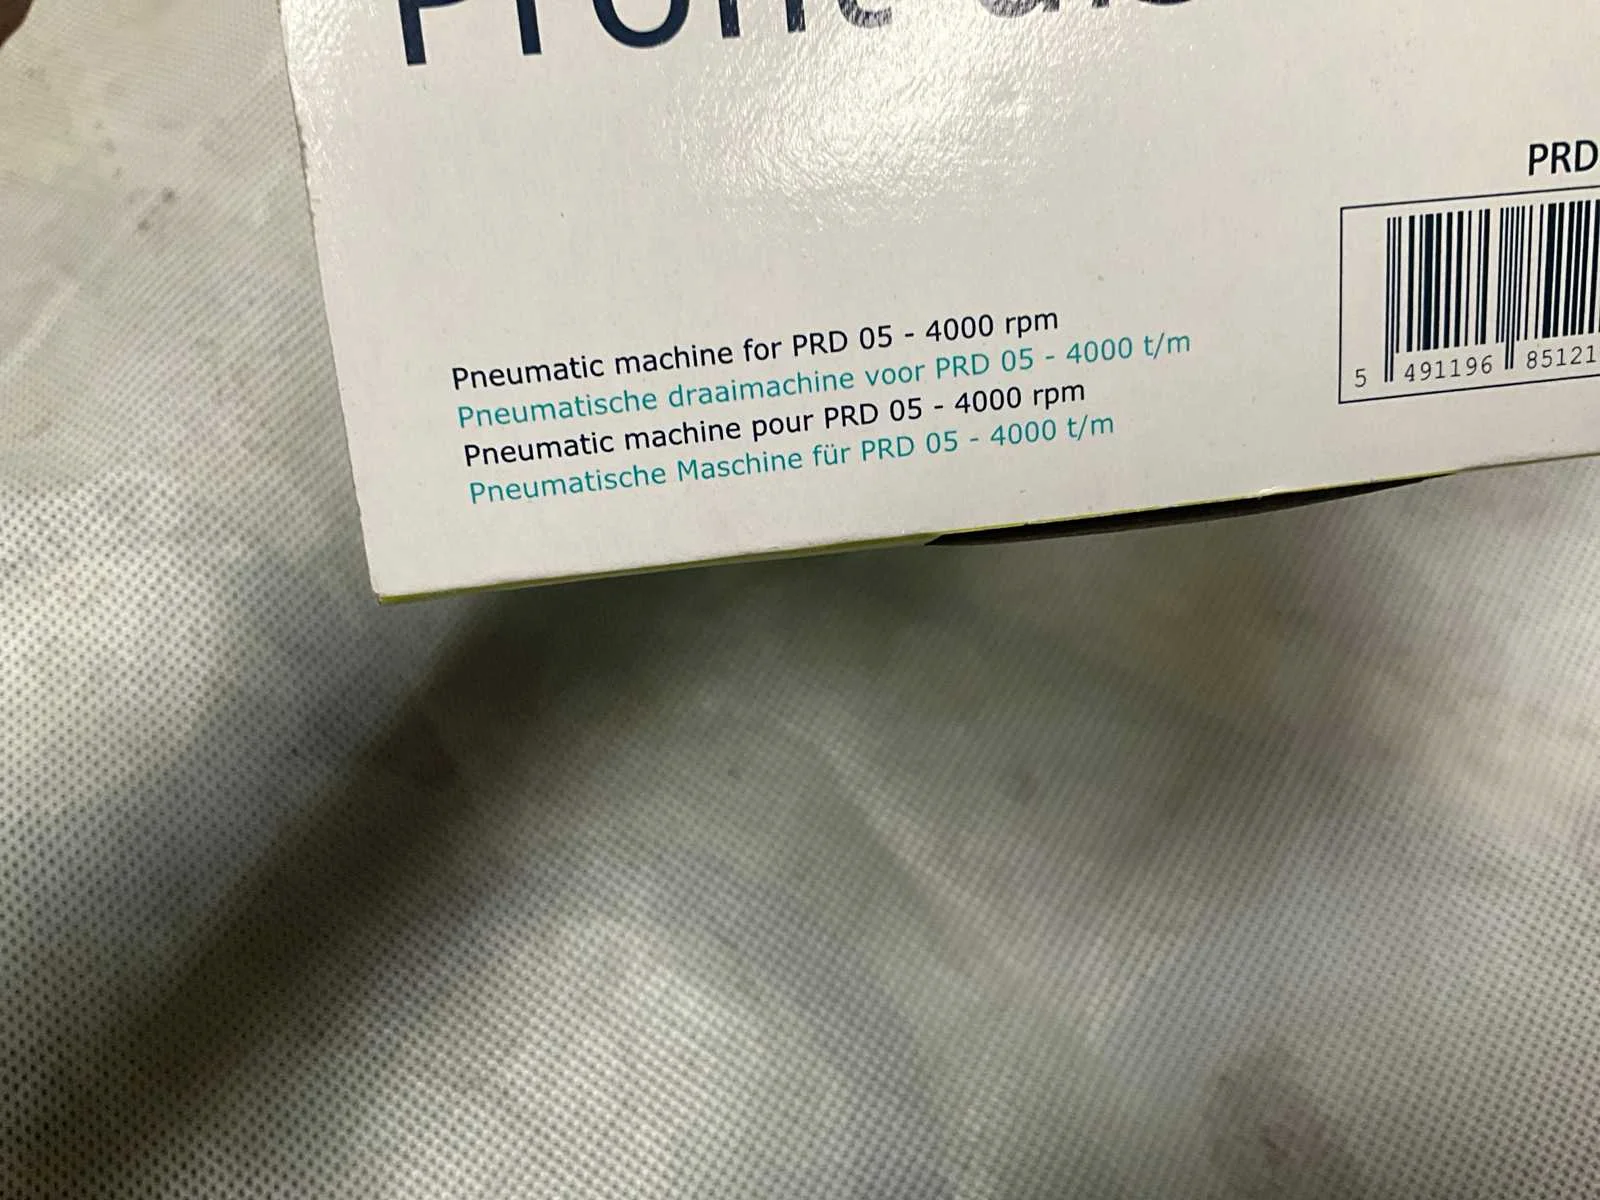 PRD
Pneumatic machine for PRD 05 - 4000 rpm
Pneumatische draaimachine voor PRD 05 - 4000 t/m
Pneumatic machine pour PRD 05 - 4000 rpm
Pneumatische Maschine für PRD 05 - 4000 t/m
5 491196 85121